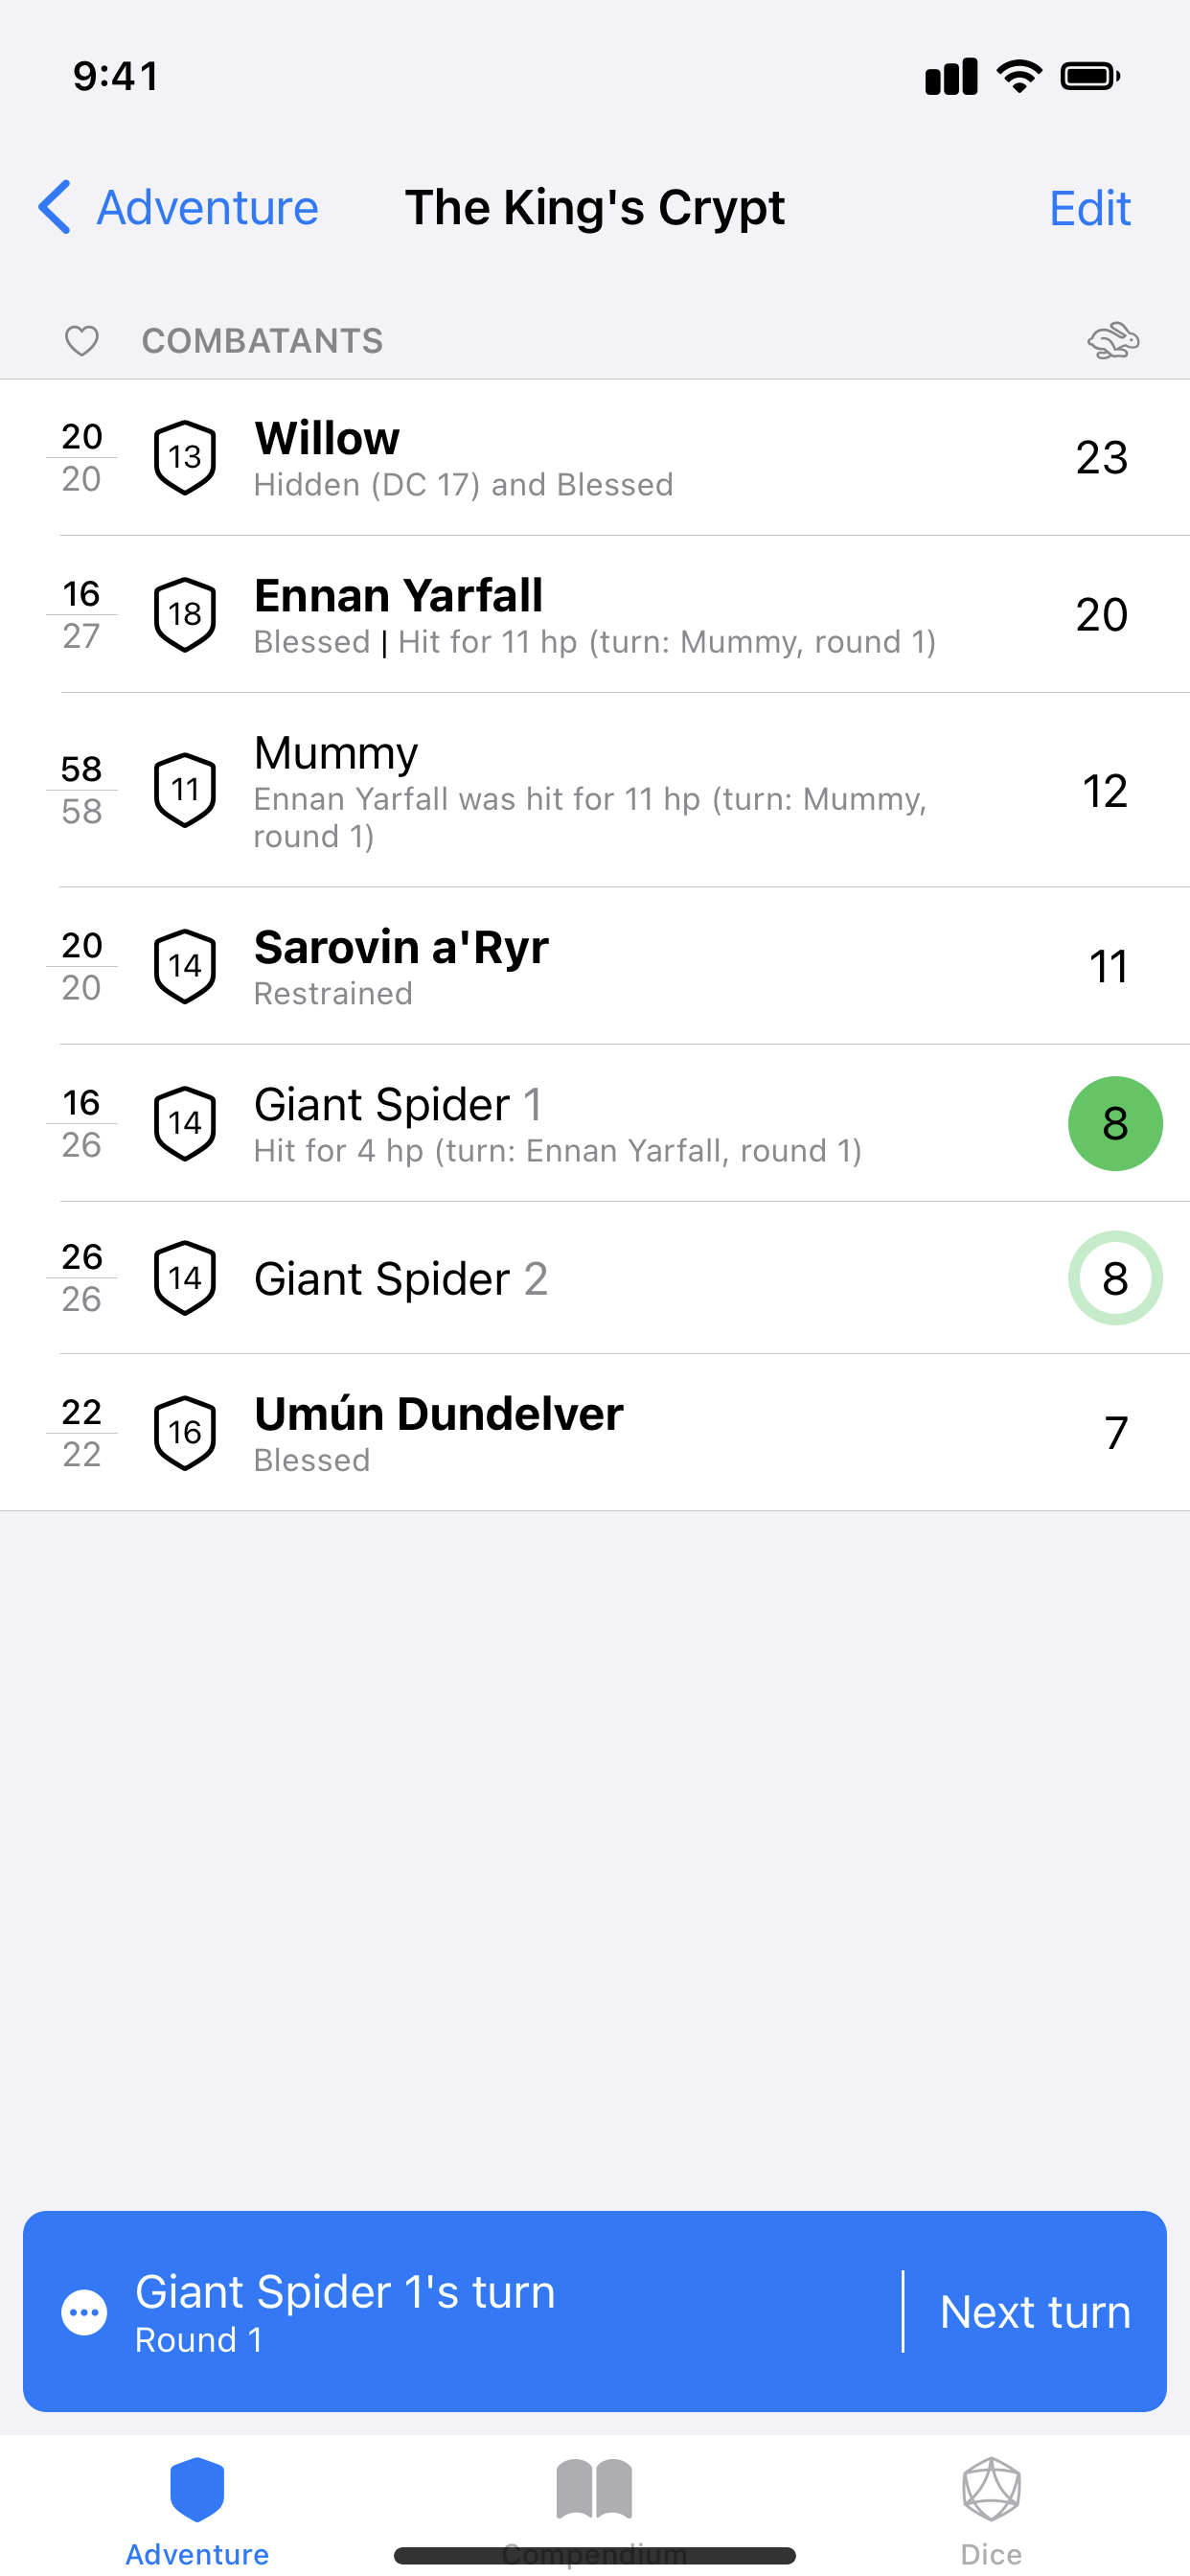 9:41
Adventure The King's Crypt Edit
COMBATANTS
20
20
13
Willow
Hidden (DC 17) and Blessed
23
16
27
18
Ennan Yarfall
Blessed | Hit for 11 hp (turn: Mummy, round 1)
20
58
58
11
Mummy
Ennan Yarfall was hit for 11 hp (turn: Mummy,
round 1)
12
20
20
14
Sarovin a'Ryr
Restrained
11
16
26
14
Giant Spider 1
Hit for 4 hp (turn: Ennan Yarfall, round 1)
8
26
26
14
Giant Spider 2
8
22
22
16
Umún Dundelver
Blessed
7
Giant Spider 1's turn
Round 1
Next turn
Adventure Compendium Dice